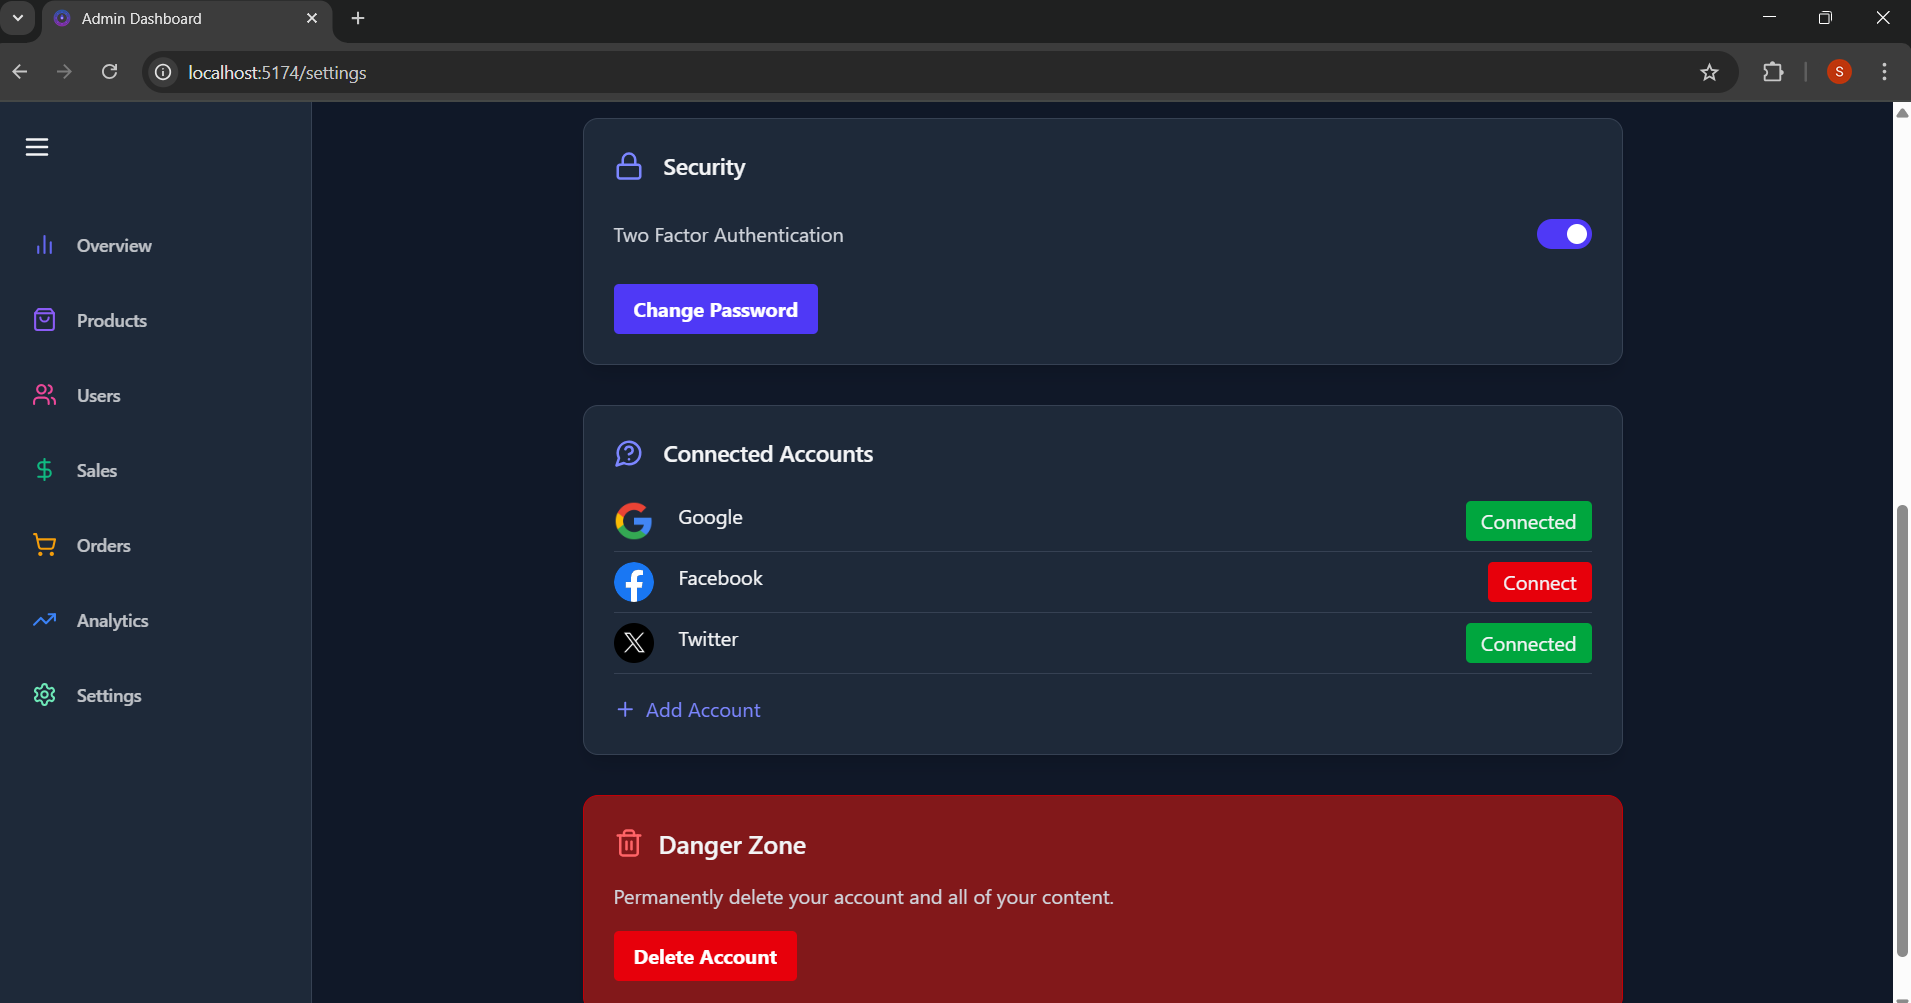 Admin Dashboard
localhost:5174/settings
S
Overview
Products
Users
Sales
Orders
Analytics
Settings
Security
Two Factor Authentication
Change Password
Connected Accounts
Google
Connected
Facebook
Connect
Twitter
Connected
+ Add Account
Danger Zone
Permanently delete your account and all of your content.
Delete Account